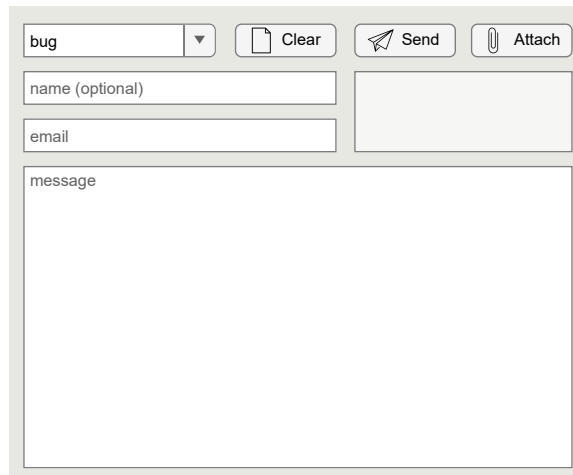 bug
Clear
Send
Attach
name (optional)
email
message